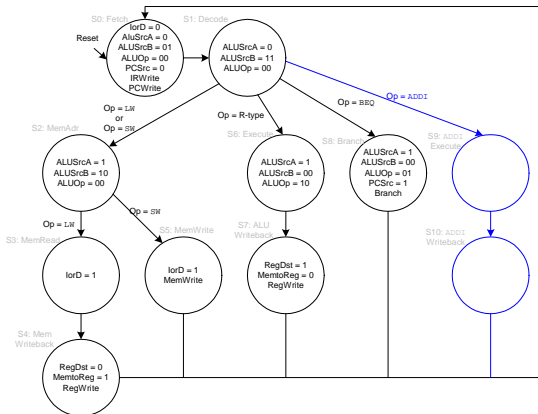 S0: Fetch
S1: Decode
Reset
IorD = 0
AluSrcA = 0
ALUSrcB = 01
ALUOp = 00
PCSrc = 0
IRWrite
PCWrite
ALUSrcA = 0
ALUSrcB = 11
ALUOp = 00
Op = ADDI
Op = BEQ
Op = LW
or
Op = SW
Op = R-type
S2: MemAdr
S6: Execute
S8: Branch
S9: ADDI
Execute
ALUSrcA = 1
ALUSrcB = 10
ALUOp = 00
ALUSrcA = 1
ALUSrcB = 00
ALUOp = 10
ALUSrcA = 1
ALUSrcB = 00
ALUOp = 01
PCSrc = 1
Branch
Op = LW
Op = SW
S3: MemRead
S5: MemWrite
S7: ALU
Writeback
S10: ADDI
Writeback
IorD = 1
IorD = 1
MemWrite
RegDst = 1
MemtoReg = 0
RegWrite
S4: Mem
Writeback
RegDst = 0
MemtoReg = 1
RegWrite